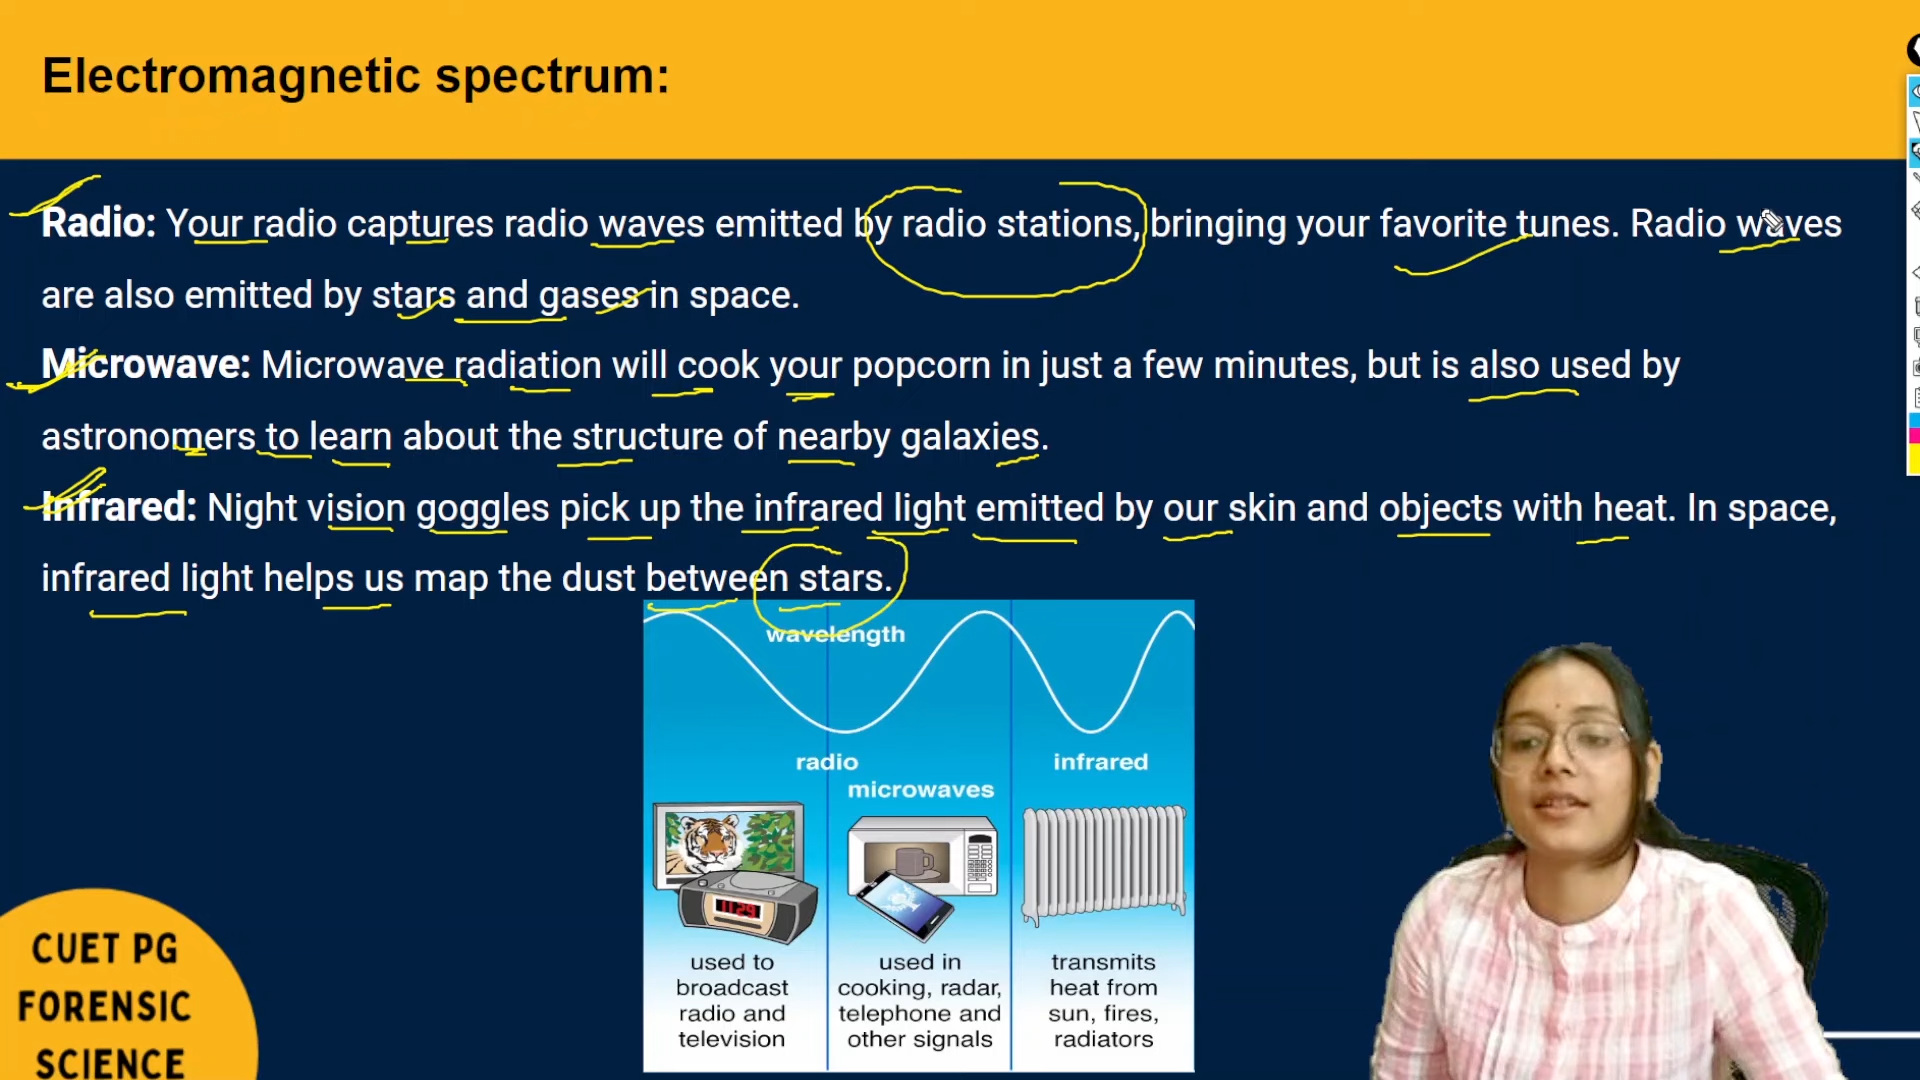 Electromagnetic spectrum:
Radio: Your radio captures radio waves emitted by radio stations, bringing your favorite tunes. Radio waves
are also emitted by stars and gases in space.
Microwave: Microwave radiation will cook your popcorn in just a few minutes, but is also used by
astronomers to learn about the structure of nearby galaxies.
Infrared: Night vision goggles pick up the infrared light emitted by our skin and objects with heat. In space,
infrared light helps us map the dust between stars.
wavelength
radio
microwaves
infrared
11:29
used to
broadcast
radio and
television
used in
cooking, radar,
telephone and
other signals
transmits
heat from
sun, fires,
radiators
CUET PG
FORENSIC
SCIENCE